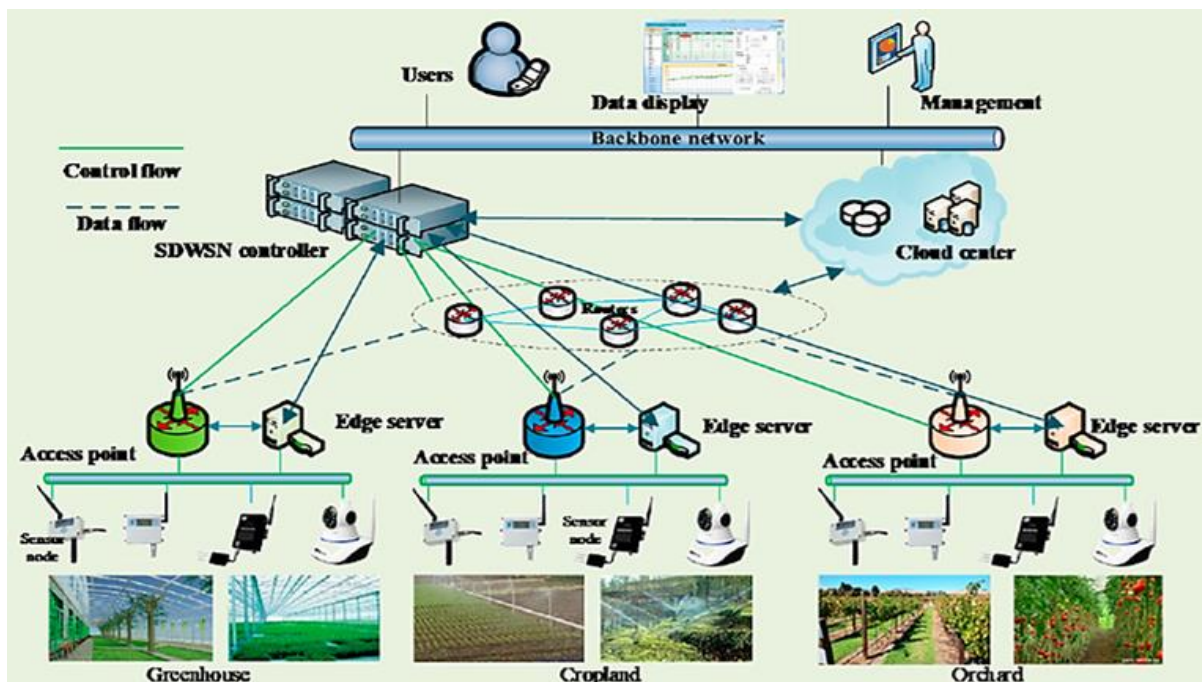 Users
Data display
Management
Backbone network
Control flow
Data flow
SDWSN controller
Cloud center
Routers
Edge server
Edge server
Edge server
Access point
Access point
Access point
Sensor
node
Sensor
node
Greenhouse
Cropland
Orchard